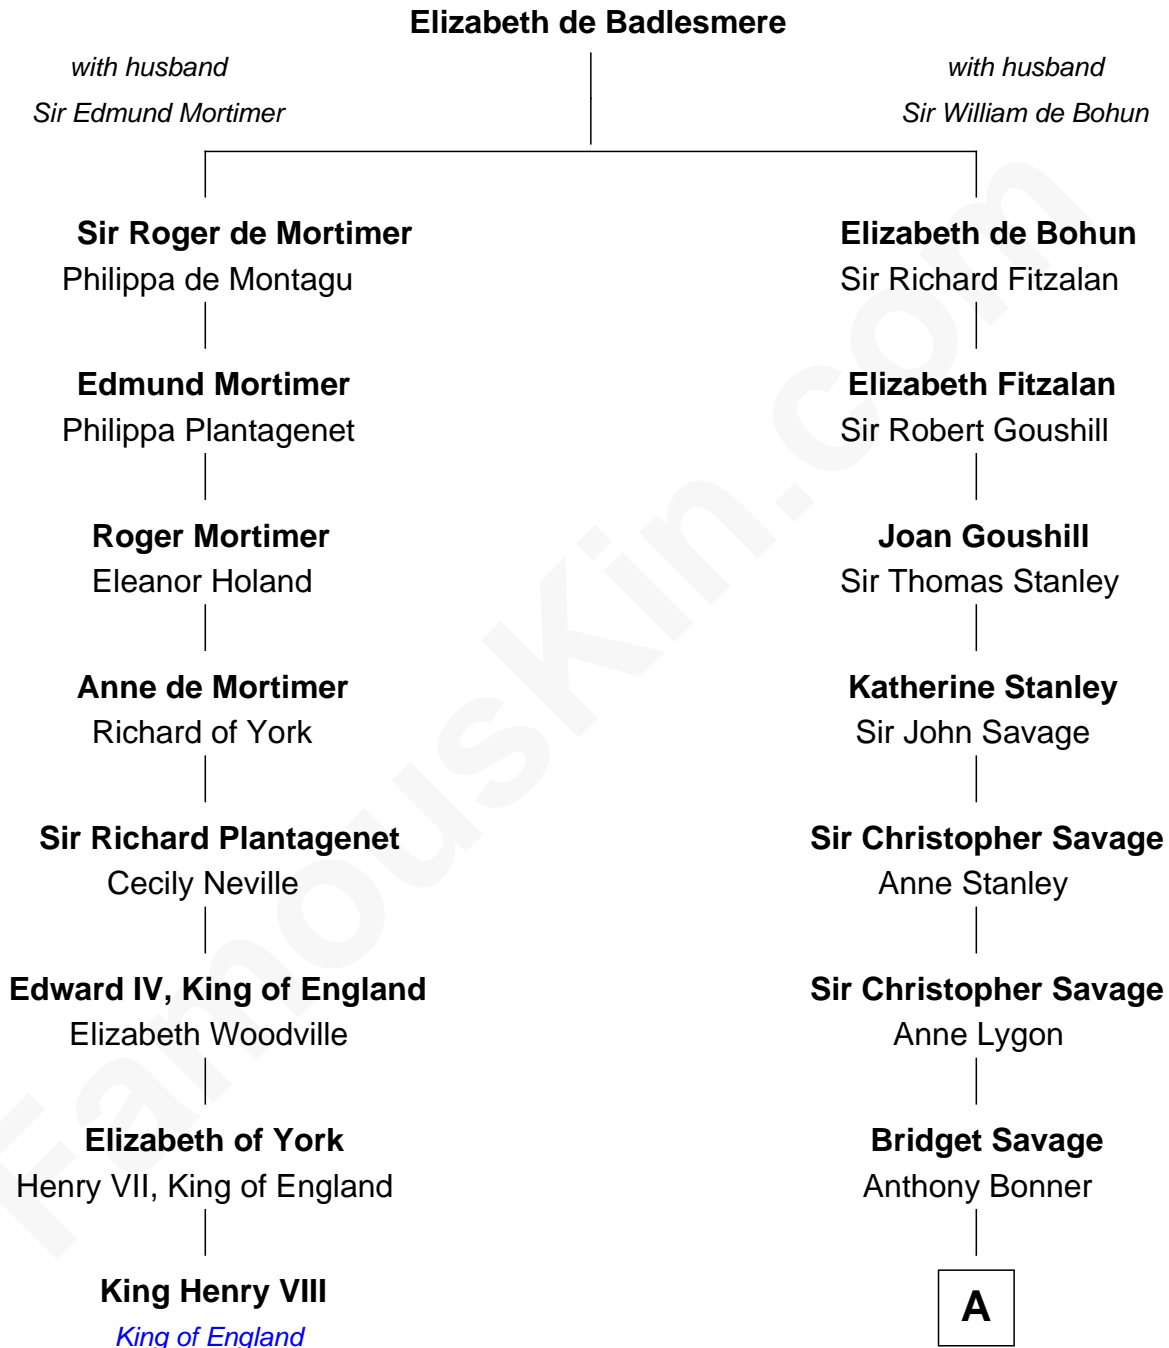 Elizabeth de Badlesmere
with husband
Sir Edmund Mortimer
with husband
Sir William de Bohun
Sir Roger de Mortimer
Philippa de Montagu
Edmund Mortimer
Philippa Plantagenet
Roger Mortimer
Eleanor Holand
Anne de Mortimer
Richard of York
Sir Richard Plantagenet
Cecily Neville
Edward IV, King of England
Elizabeth Woodville
Elizabeth of York
Henry VII, King of England
King Henry VIII
King of England
Elizabeth de Bohun
Sir Richard Fitzalan
Elizabeth Fitzalan
Sir Robert Goushill
Joan Goushill
Sir Thomas Stanley
Katherine Stanley
Sir John Savage
Sir Christopher Savage
Anne Stanley
Sir Christopher Savage
Anne Lygon
Bridget Savage
Anthony Bonner
A
FamousKin.com